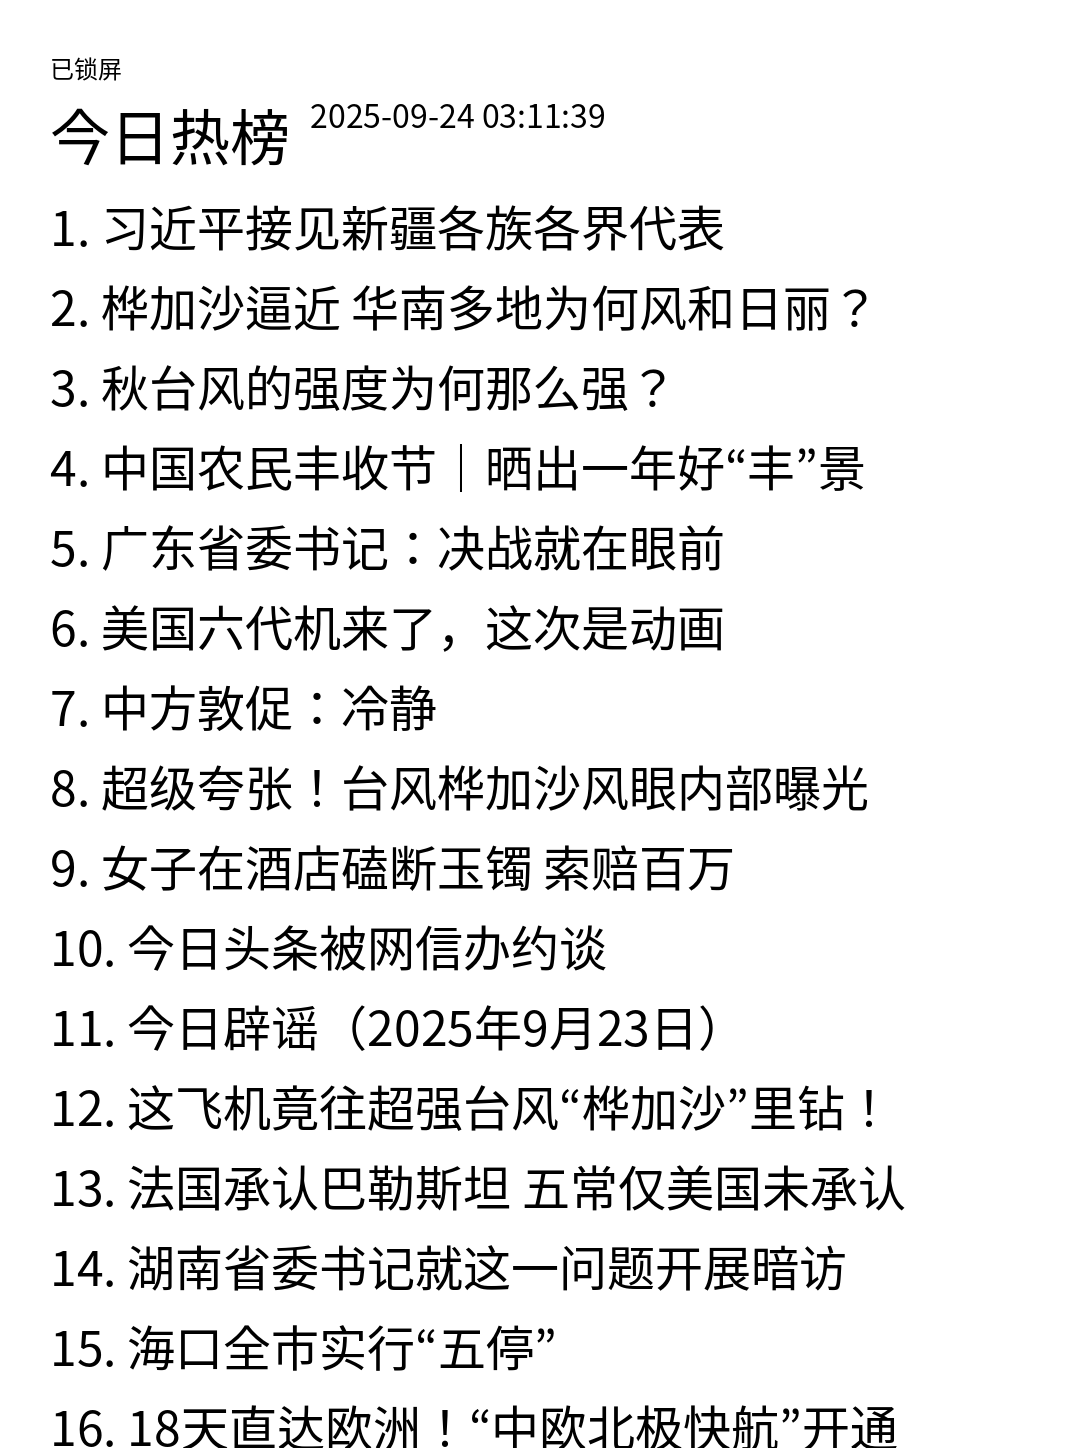 已锁屏
今日热榜 2025-09-24 03:11:39
1. 习近平接见新疆各族各界代表
2. 桦加沙逼近 华南多地为何风和日丽？
3. 秋台风的强度为何那么强？
4. 中国农民丰收节｜晒出一年好“丰”景
5. 广东省委书记：决战就在眼前
6. 美国六代机来了，这次是动画
7. 中方敦促：冷静
8. 超级夸张！台风桦加沙风眼内部曝光
9. 女子在酒店磕断玉镯 索赔百万
10. 今日头条被网信办约谈
11. 今日辟谣（2025年9月23日）
12. 这飞机竟往超强台风“桦加沙”里钻！
13. 法国承认巴勒斯坦 五常仅美国未承认
14. 湖南省委书记就这一问题开展暗访
15. 海口全市实行“五停”
16. 18天直达欧洲！“中欧北极快航”开通